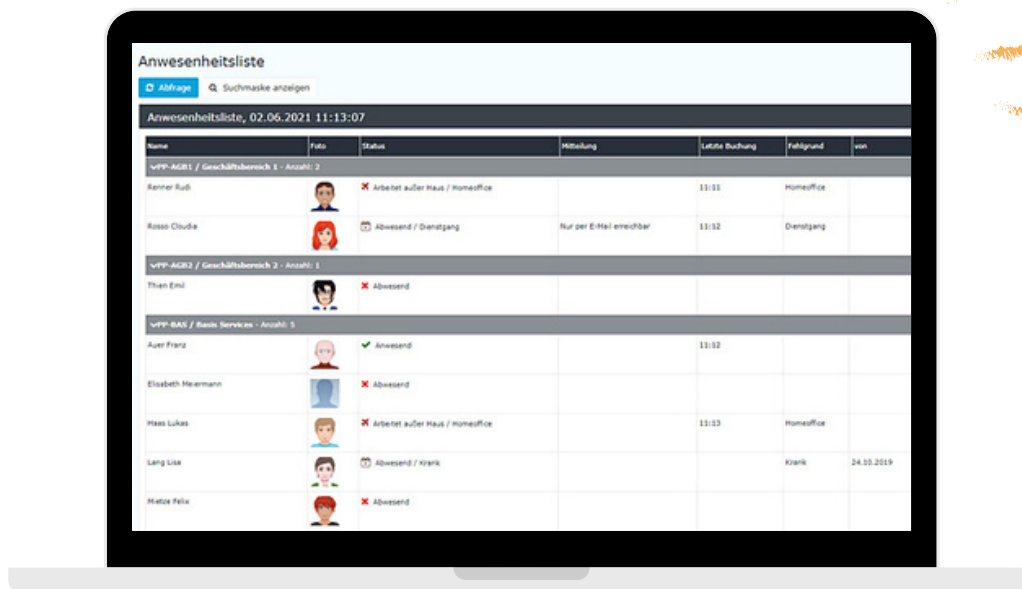 Anwesenheitsliste
Abfrage Suchmaske anzeigen
Anwesenheitsliste, 02.06.2021 11:13:07
Name Foto Status Mitteilung Letzte Buchung Fehlgrund von
PP-AGB1 / Geschäftsbereich 1 - Anzahl: 2
Renner Rudi Arbeitet außer Haus / Homeoffice 11:11 Homeoffice
Rosso Cloudia Abwesend / Dienstgang Nur per E-Mail erreichbar 11:12 Dienstgang
PP-AGB2 / Geschäftsbereich 2 - Anzahl: 1
Thien Emil Abwesend
PP-BAS / Basis Services - Anzahl: 5
Auer Franz Anwesend 11:12
Elisabeth Meiermann Abwesend
Haas Lukas Arbeitet außer Haus / Homeoffice 11:13 Homeoffice
Lang Lisa Abwesend / Krank Krank 24.10.2019
Mietze Felix Abwesend